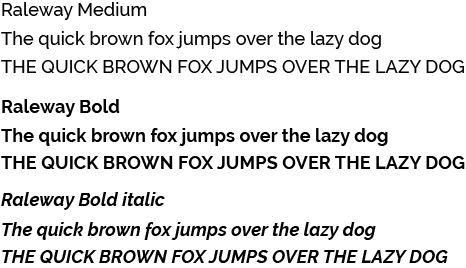 Raleway Medium
The quick brown fox jumps over the lazy dog
THE QUICK BROWN FOX JUMPS OVER THE LAZY DOG
Raleway Bold
The quick brown fox jumps over the lazy dog
THE QUICK BROWN FOX JUMPS OVER THE LAZY DOG
Raleway Bold italic
The quick brown fox jumps over the lazy dog
THE QUICK BROWN FOX JUMPS OVER THE LAZY DOG